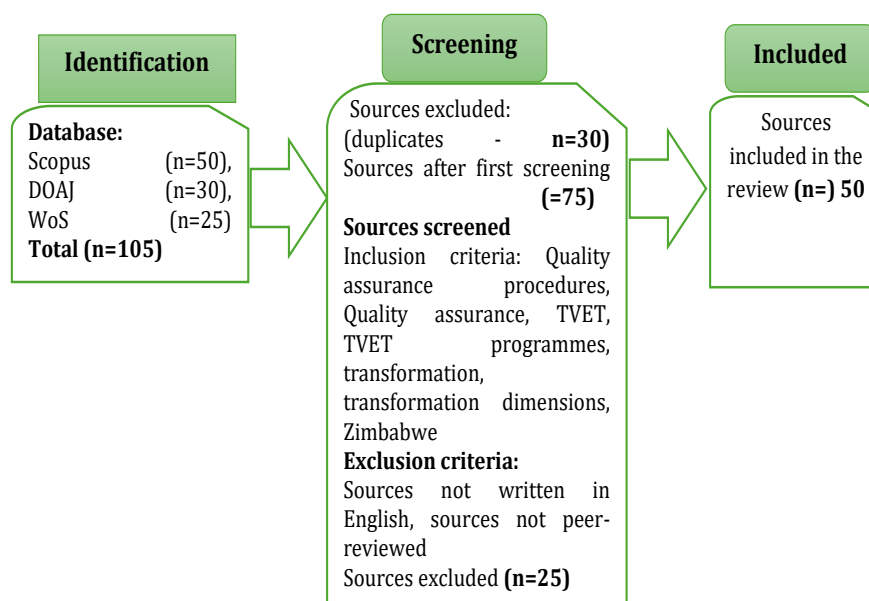 Identification
Database:
Scopus (n=50),
DOAJ (n=30),
WoS (n=25)
Total (n=105)
Screening
Sources excluded:
(duplicates - n=30)
Sources after first screening
(=75)
Sources screened
Inclusion criteria: Quality
assurance procedures,
Quality assurance, TVET,
TVET programmes,
transformation,
transformation dimensions,
Zimbabwe
Exclusion criteria:
Sources not written in
English, sources not peer-
reviewed
Sources excluded (n=25)
Included
Sources
included in the
review (n=) 50